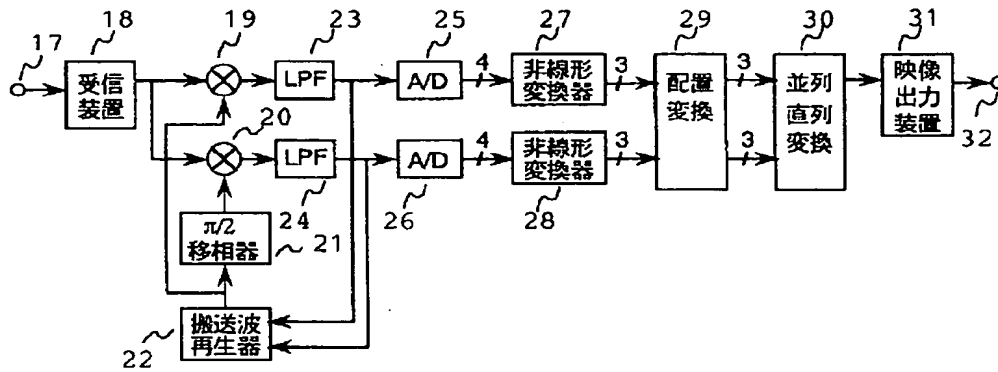 17
18
19
23
25
27
29
30
31
受信
装置
LPF
A/D
4
非線形
変換器
3
配置
変換
3
並列
直列
変換
映像
出力
装置
32
20
LPF
A/D
4
非線形
変換器
3
3
24
26
28
π/2
移相器
21
搬送波
再生器
22